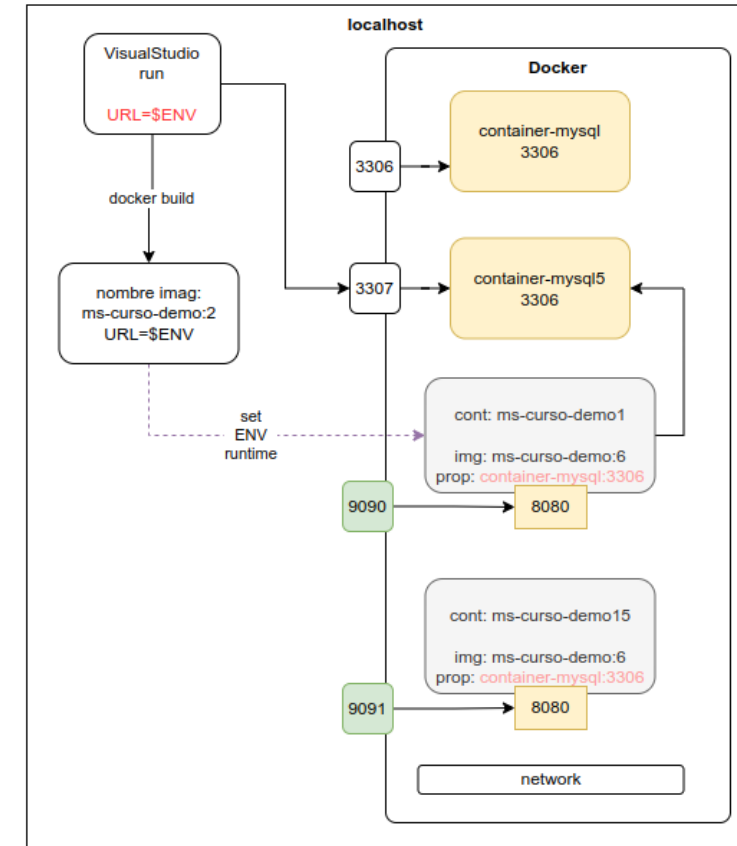 localhost
VisualStudio
run
URL=$ENV
docker build
nombre imag:
ms-curso-demo:2
URL=$ENV
set
ENV
runtime
Docker
3306
container-mysql
3306
3307
container-mysql5
3306
cont: ms-curso-demo1
img: ms-curso-demo:6
prop: container-mysql:3306
9090
8080
cont: ms-curso-demo15
img: ms-curso-demo:6
prop: container-mysql:3306
9091
8080
network